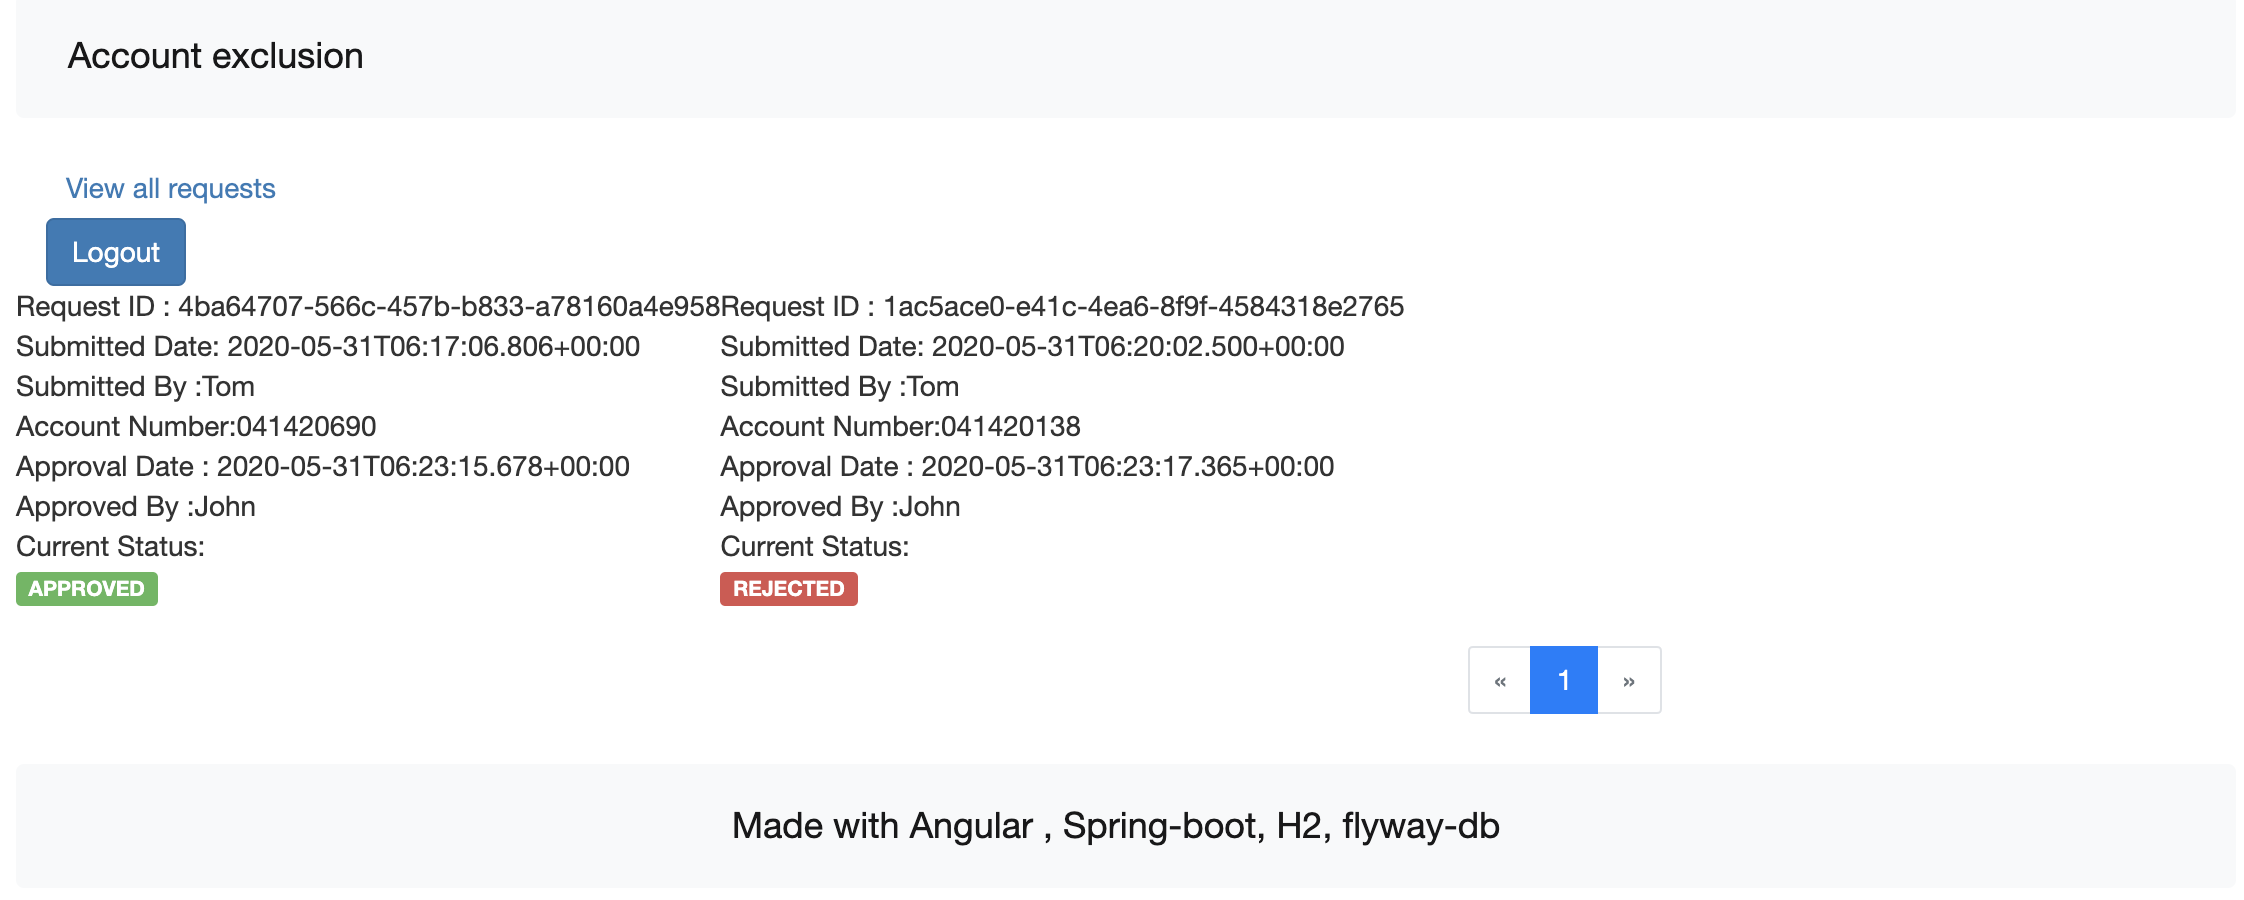 Account exclusion
View all requests
Logout
Request ID : 4ba64707-566c-457b-b833-a78160a4e958
Submitted Date: 2020-05-31T06:17:06.806+00:00
Submitted By :Tom
Account Number:041420690
Approval Date : 2020-05-31T06:23:15.678+00:00
Approved By :John
Current Status:
APPROVED
Request ID : 1ac5ace0-e41c-4ea6-8f9f-4584318e2765
Submitted Date: 2020-05-31T06:20:02.500+00:00
Submitted By :Tom
Account Number:041420138
Approval Date : 2020-05-31T06:23:17.365+00:00
Approved By :John
Current Status:
REJECTED
« 1 »
Made with Angular , Spring-boot, H2, flyway-db